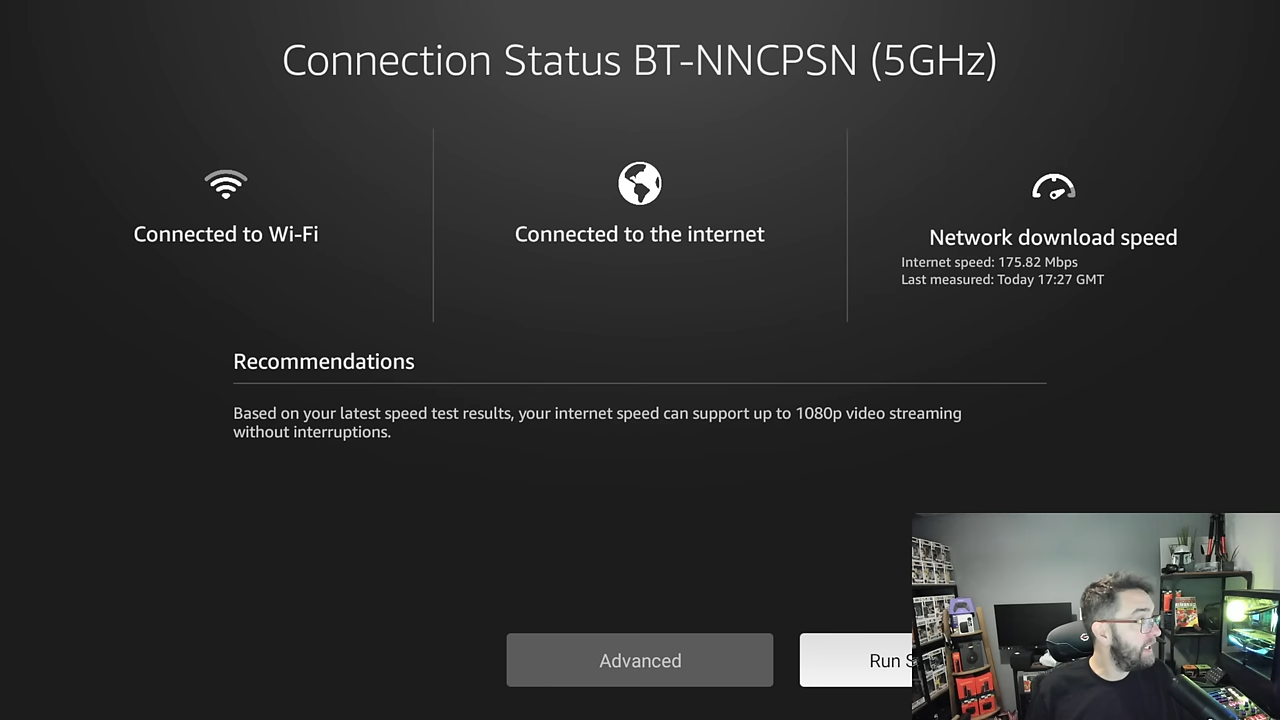 Connection Status BT-NNCPSN (5GHz)
Connected to Wi-Fi
Connected to the internet
Network download speed
Internet speed: 175.82 Mbps
Last measured: Today 17:27 GMT
Recommendations
Based on your latest speed test results, your internet speed can support up to 1080p video streaming
without interruptions.
Advanced
Run S